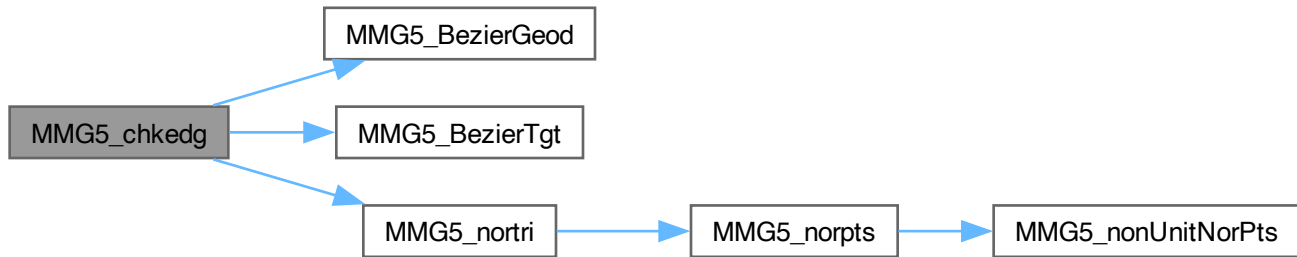 MMG5_BezierGeod
MMG5_chkedg
MMG5_BezierTgt
MMG5_nortri
MMG5_norpts
MMG5_nonUnitNorPts